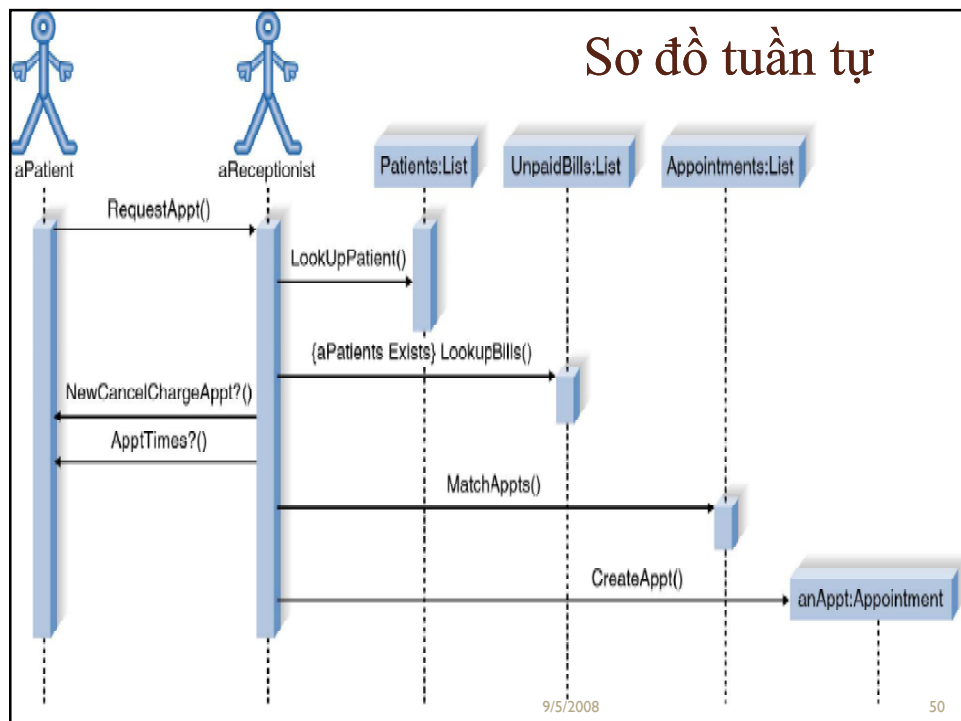 Sơ đồ tuần tự
aPatient
aReceptionist
Patients:List
UnpaidBills:List
Appointments:List
RequestAppt()
LookUpPatient()
{aPatients Exists} LookupBills()
NewCancelChargeAppt?()
ApptTimes?()
MatchAppts()
CreateAppt()
anAppt:Appointment
9/5/2008
50